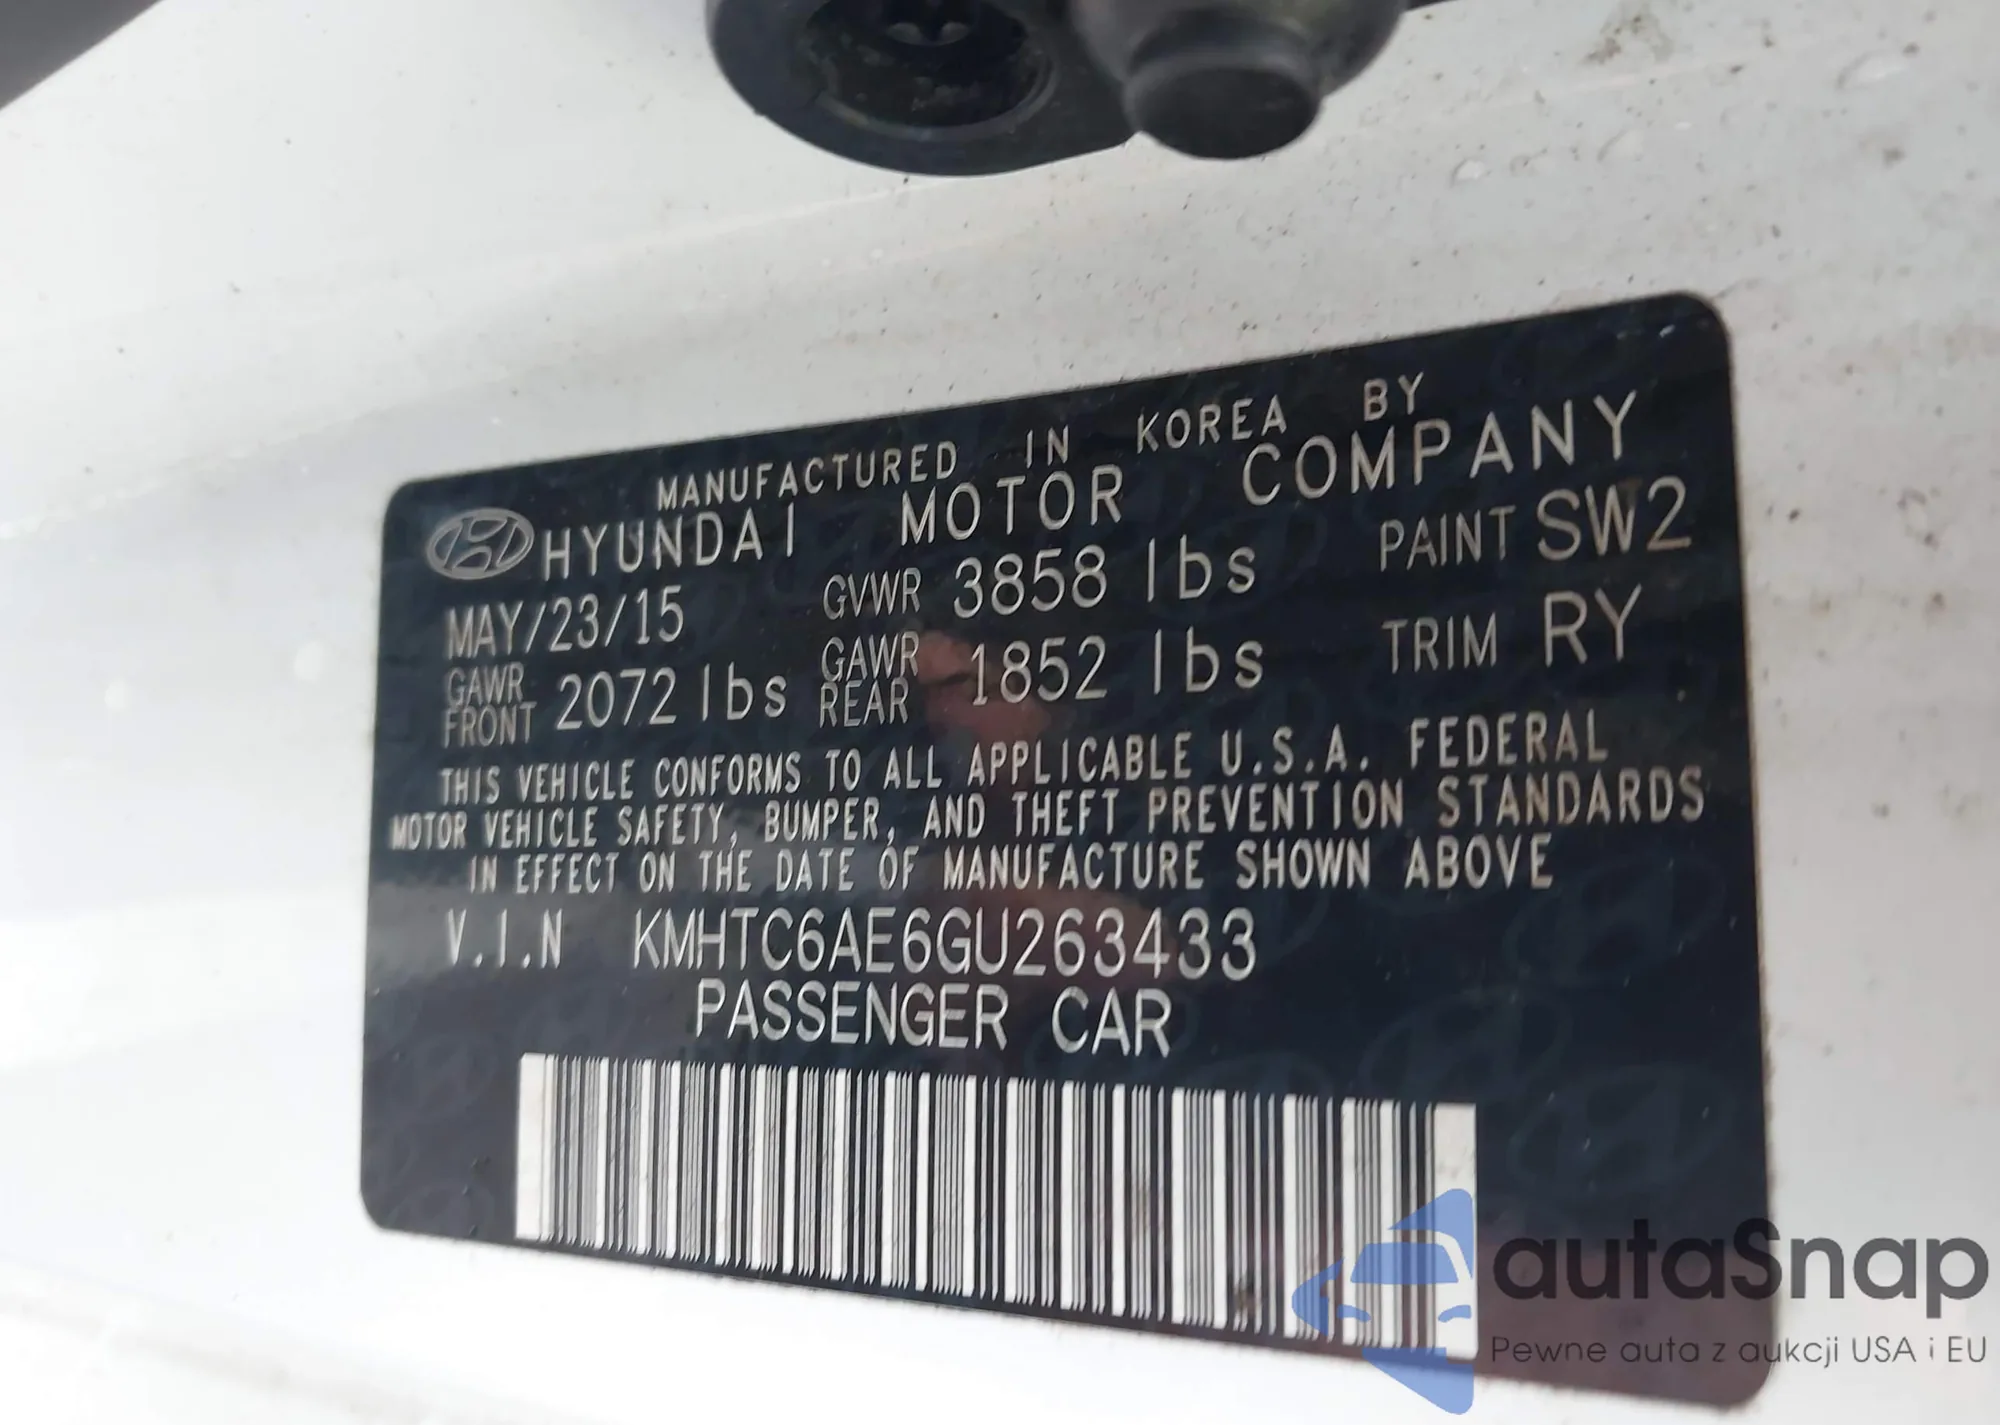 MANUFACTURED IN KOREA BY
HYUNDAI MOTOR COMPANY
MAY/23/15 GVWR 3858 lbs PAINT SW2
GAWR FRONT 2072 lbs GAWR REAR 1852 lbs TRIM RY
THIS VEHICLE CONFORMS TO ALL APPLICABLE U.S.A. FEDERAL
MOTOR VEHICLE SAFETY, BUMPER, AND THEFT PREVENTION STANDARDS
IN EFFECT ON THE DATE OF MANUFACTURE SHOWN ABOVE
V.I.N KMHTC6AE6GU263433
PASSENGER CAR
autaSnap
Pewne auta z aukcji USA i EU